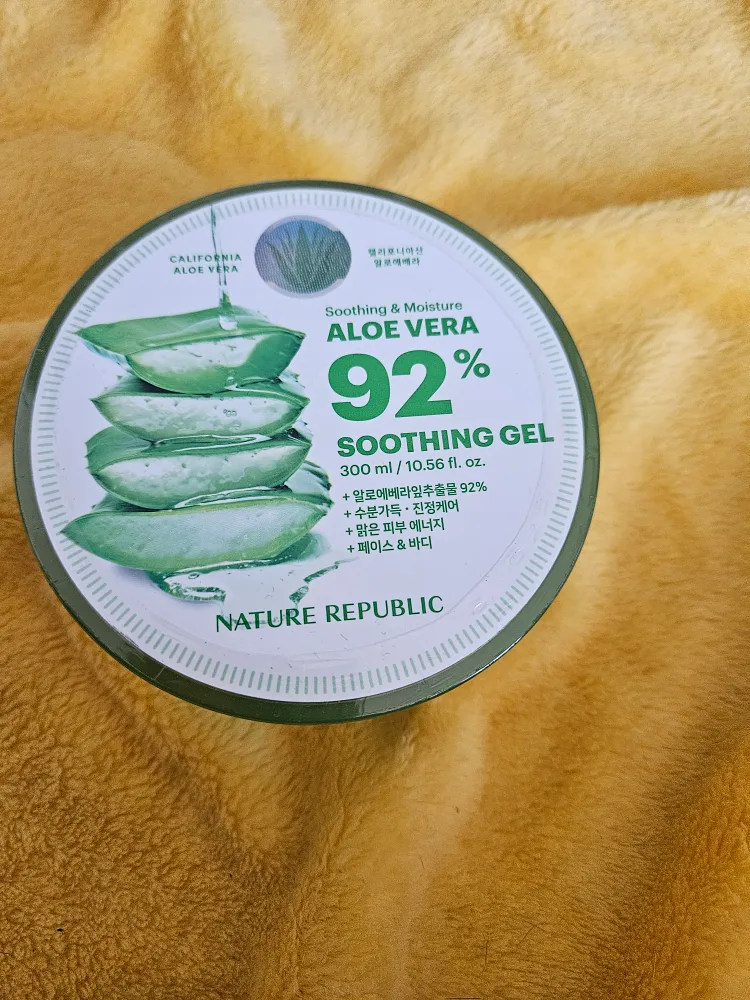 CALIFORNIA
ALOE VERA
캘리포니아산
알로에베라
Soothing & Moisture
ALOE VERA
92%
SOOTHING GEL
300 ml / 10.56 fl. oz.
+ 알로에베라잎추출물 92%
+ 수분가득 · 진정케어
+ 맑은 피부 에너지
+ 페이스 & 바디
NATURE REPUBLIC